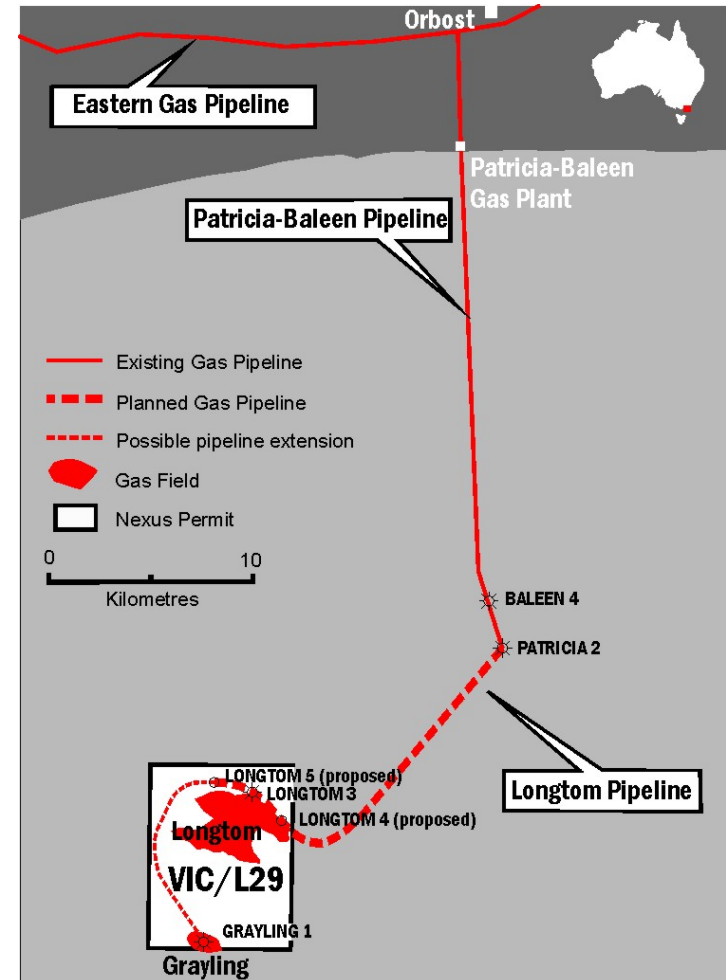 Orbost
Eastern Gas Pipeline
Patricia-Baleen
Gas Plant
Patricia-Baleen Pipeline
Existing Gas Pipeline
Planned Gas Pipeline
Possible pipeline extension
Gas Field
Nexus Permit
0 10
Kilometres
BALEEN 4
PATRICIA 2
Longtom Pipeline
LONGTOM 5 (proposed)
LONGTOM 3
LONGTOM 4 (proposed)
Longtom
VIC/L29
GRAYLING 1
Grayling